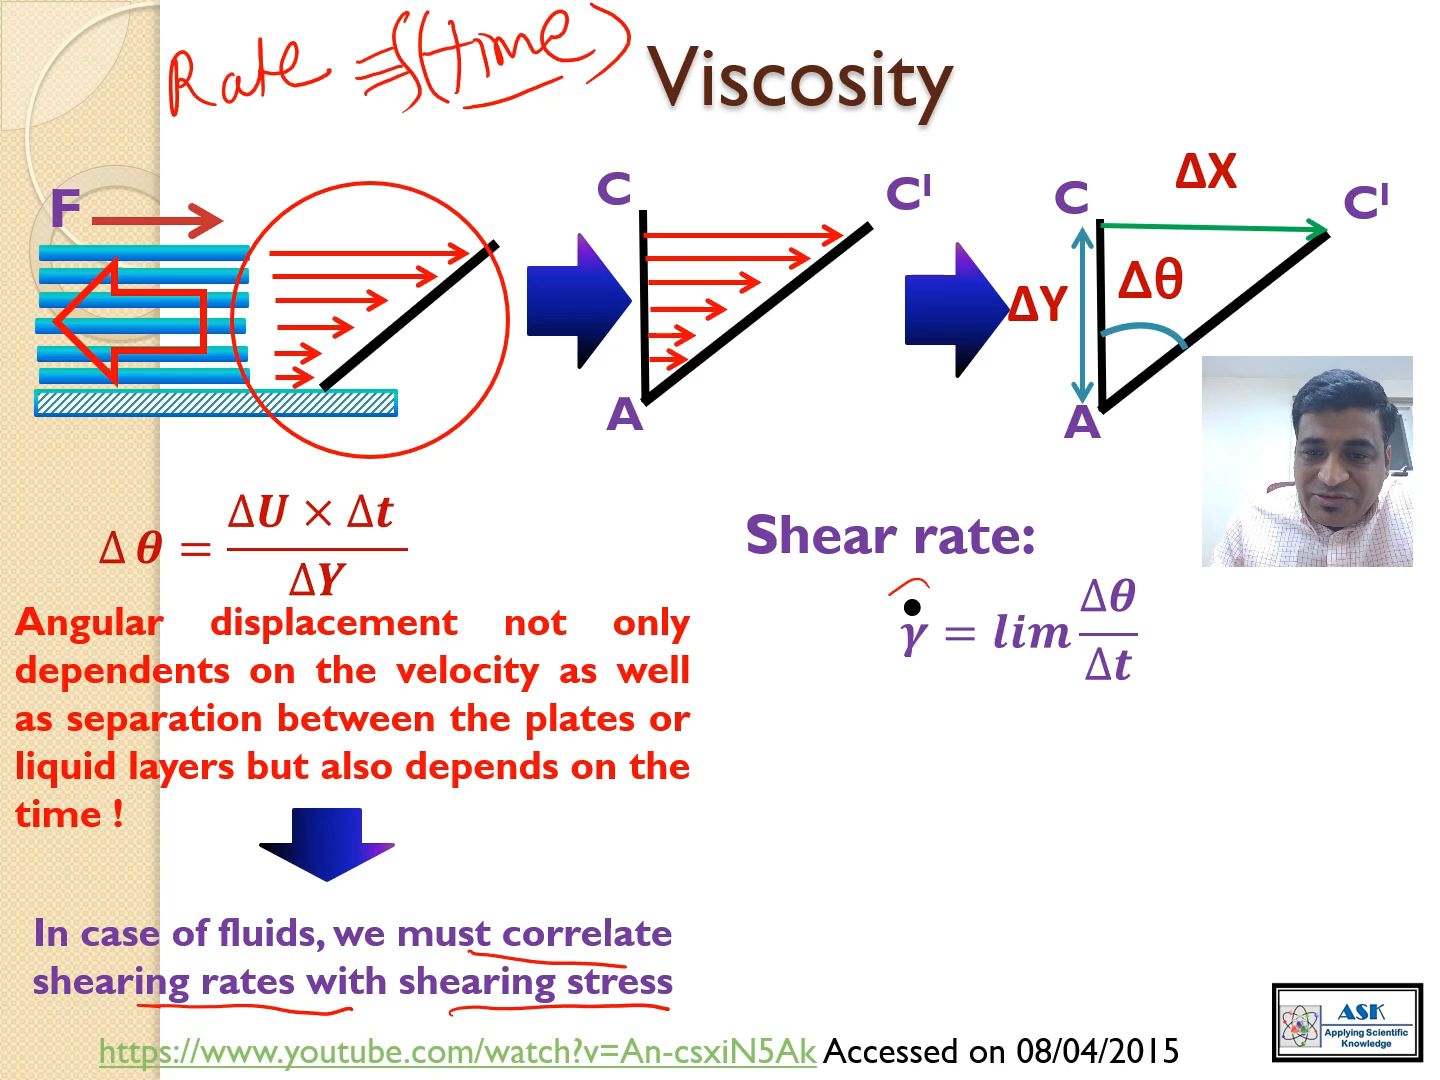 Rate ⇒ (time)
Viscosity
F
C
C|
A
ΔX
C
C|
ΔY
Δθ
A
Δθ = ΔU × Δt / ΔY
Shear rate:
γ̇ = lim Δθ / Δt
Angular displacement not only
dependents on the velocity as well
as separation between the plates or
liquid layers but also depends on the
time !
In case of fluids, we must correlate
shearing rates with shearing stress
https://www.youtube.com/watch?v=An-csxiN5Ak Accessed on 08/04/2015
ASK
Applying Scientific
Knowledge